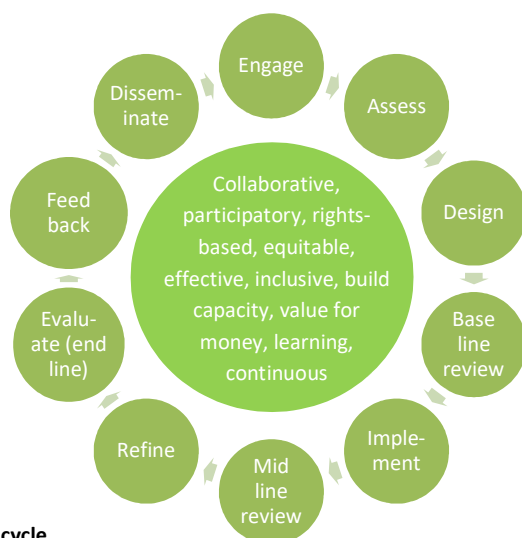 Engage
Assess
Design
Base
line
review
Imple-
ment
Mid
line
review
Refine
Evalu-
ate (end
line)
Feed
back
Dissem-
inate
Collaborative,
participatory, rights-
based, equitable,
effective, inclusive, build
capacity, value for
money, learning,
continuous
cycle